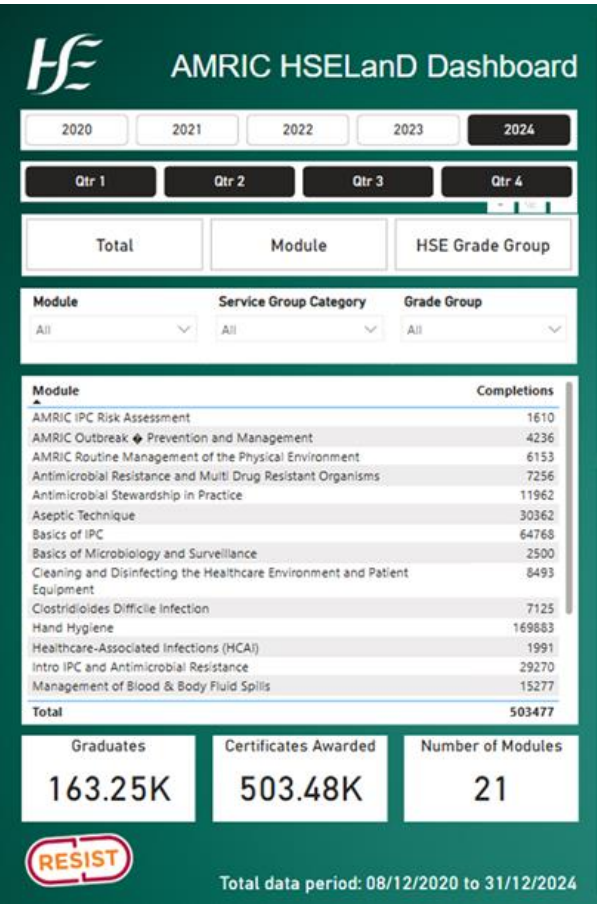 HSE
AMRIC HSELanD Dashboard
2020 2021 2022 2023 2024
Qtr 1 Qtr 2 Qtr 3 Qtr 4
Total Module HSE Grade Group
Module Service Group Category Grade Group
All All All
Module Completions
AMRIC IPC Risk Assessment 1610
AMRIC Outbreak � Prevention and Management 4236
AMRIC Routine Management of the Physical Environment 6153
Antimicrobial Resistance and Multi Drug Resistant Organisms 7256
Antimicrobial Stewardship in Practice 11962
Aseptic Technique 30362
Basics of IPC 64768
Basics of Microbiology and Surveillance 2500
Cleaning and Disinfecting the Healthcare Environment and Patient 8493
Equipment
Clostridioides Difficile Infection 7125
Hand Hygiene 169883
Healthcare-Associated Infections (HCAI) 1991
Intro IPC and Antimicrobial Resistance 29270
Management of Blood & Body Fluid Spills 15277
Total 503477
Graduates Certificates Awarded Number of Modules
163.25K 503.48K 21
RESIST
Total data period: 08/12/2020 to 31/12/2024